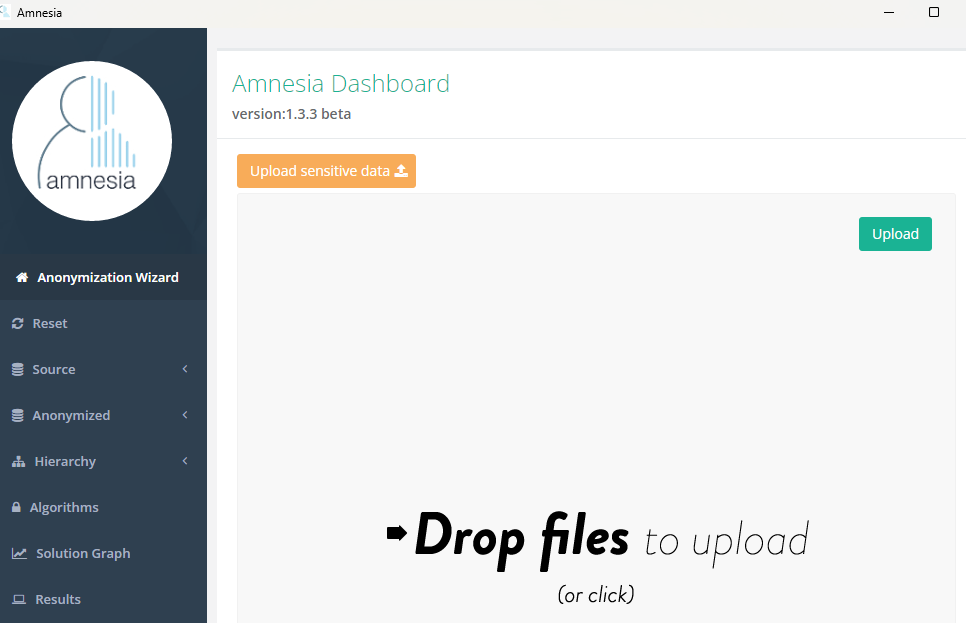 Amnesia
amnesia
Anonymization Wizard
Reset
Source
Anonymized
Hierarchy
Algorithms
Solution Graph
Results
Amnesia Dashboard
version:1.3.3 beta
Upload sensitive data
Upload
Drop files to upload
(or click)